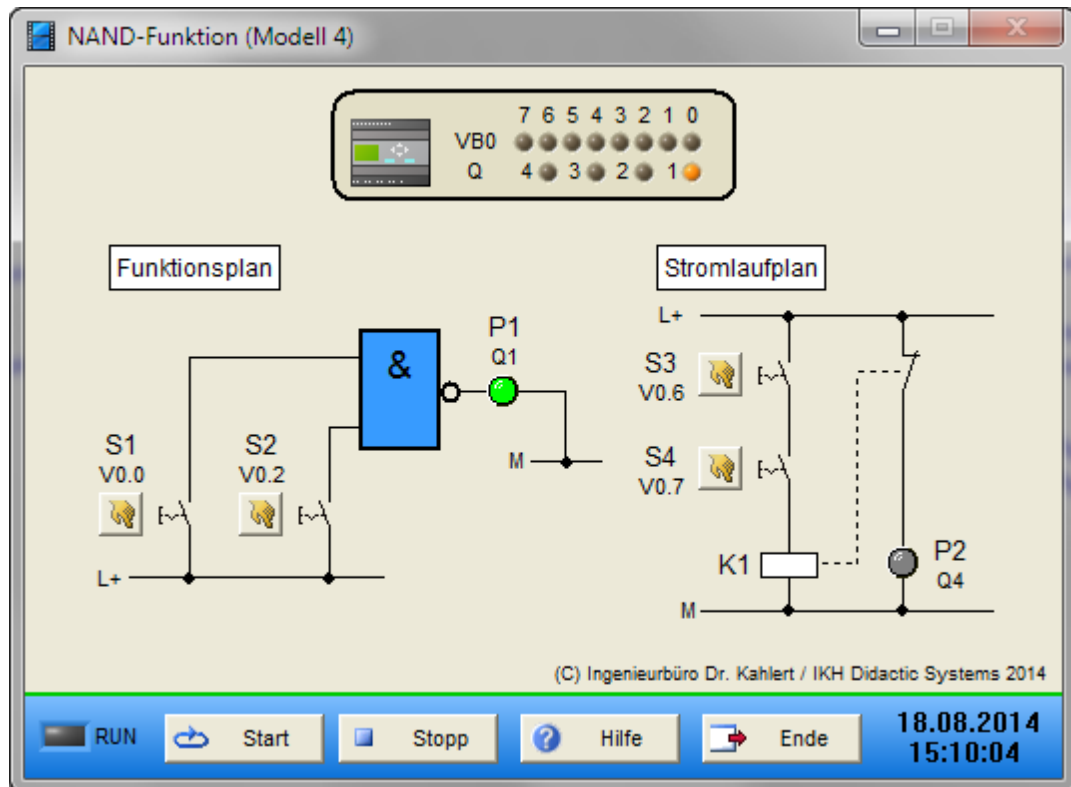 NAND-Funktion (Modell 4)
7 6 5 4 3 2 1 0
VB0
Q 4 3 2 1
Funktionsplan
Stromlaufplan
&
P1
Q1
M
S1
V0.0
S2
V0.2
L+
L+
S3
V0.6
S4
V0.7
K1
P2
Q4
M
(C) Ingenieurbüro Dr. Kahlert / IKH Didactic Systems 2014
RUN
Start
Stopp
?
Hilfe
Ende
18.08.2014
15:10:04